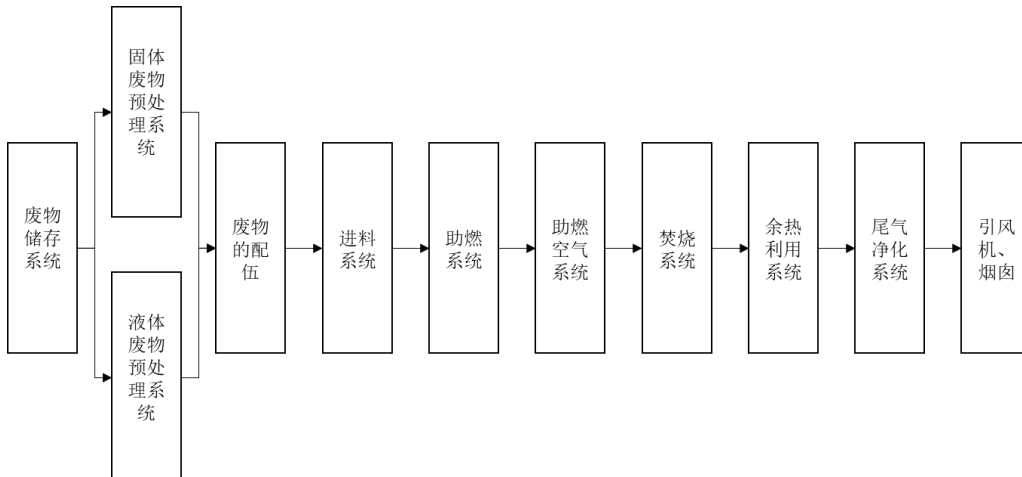 固体
废物
预处
理系
统
废物
储存
系统
液体
废物
预处
理系
统
废物
的配
伍
进料
系统
助燃
系统
助燃
空气
系统
焚烧
系统
余热
利用
系统
尾气
净化
系统
引风
机、
烟囱